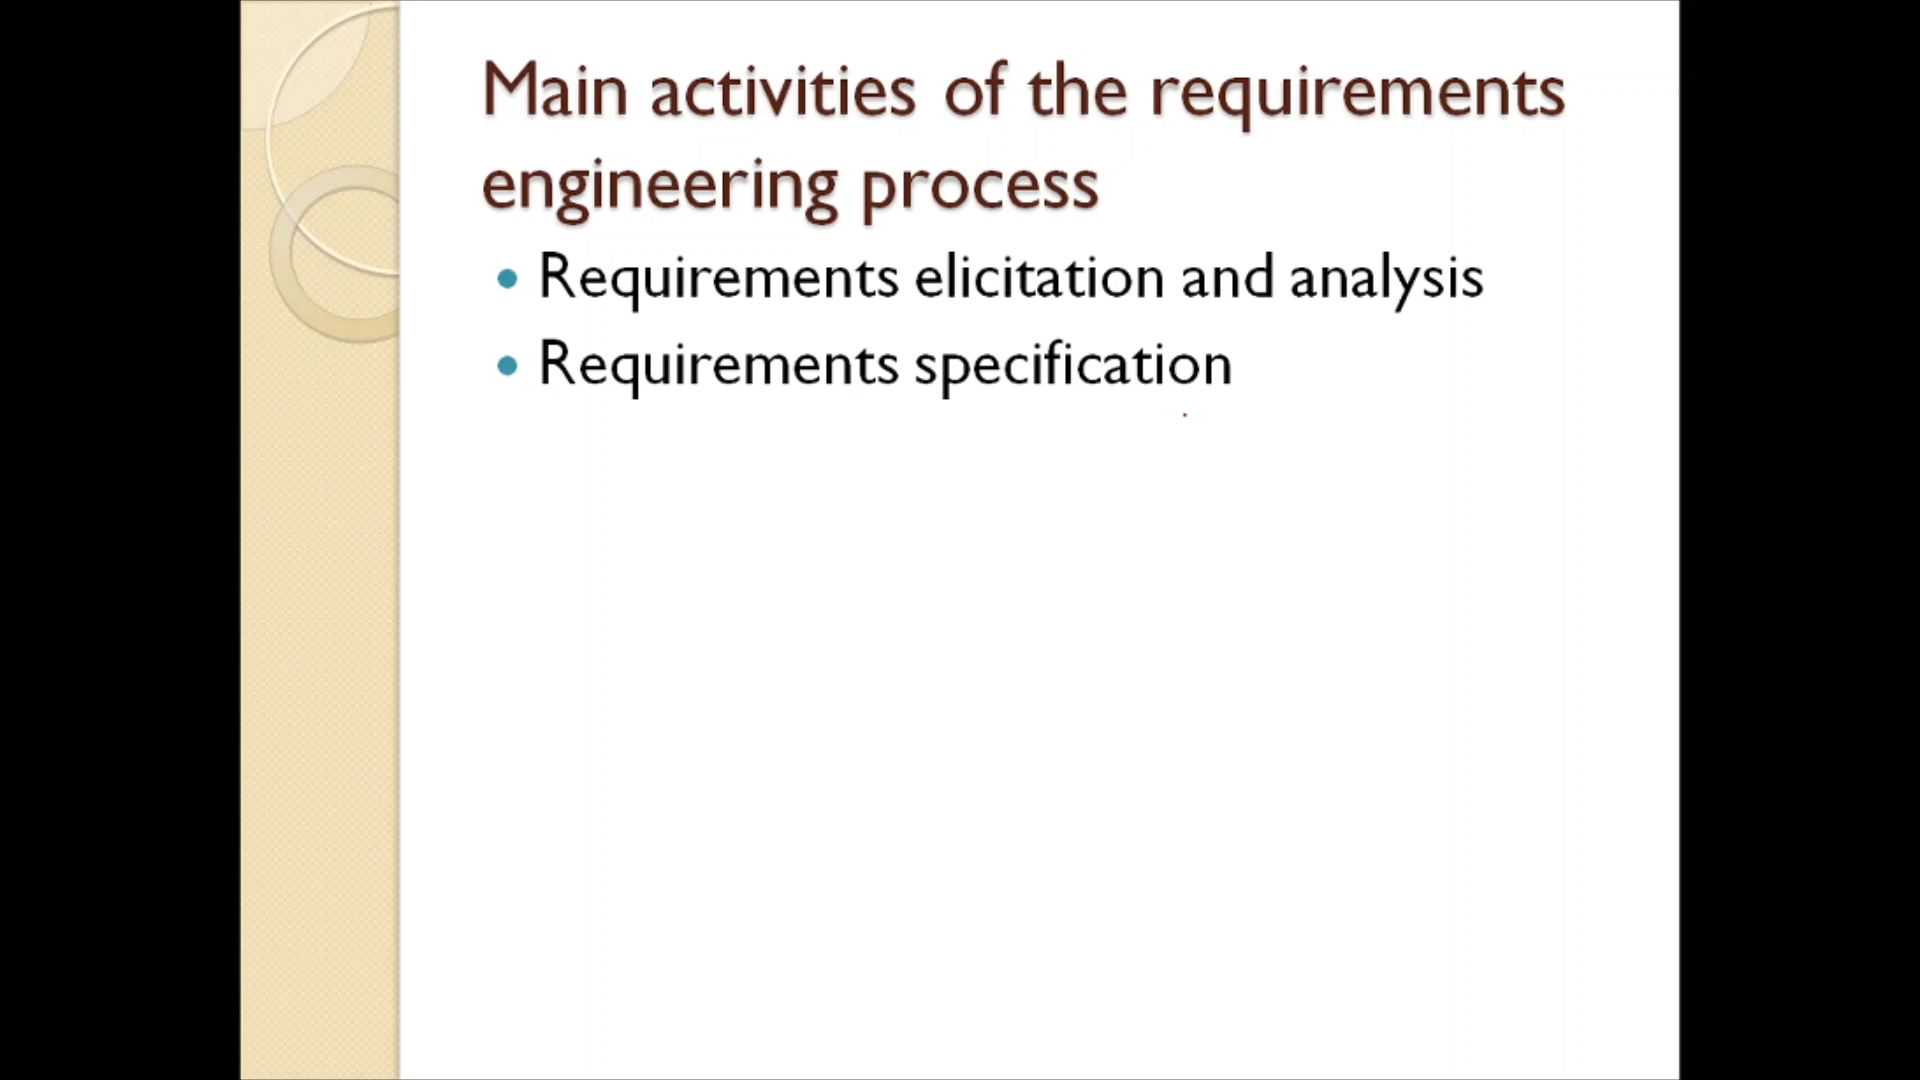 Main activities of the requirements
engineering process
• Requirements elicitation and analysis
• Requirements specification